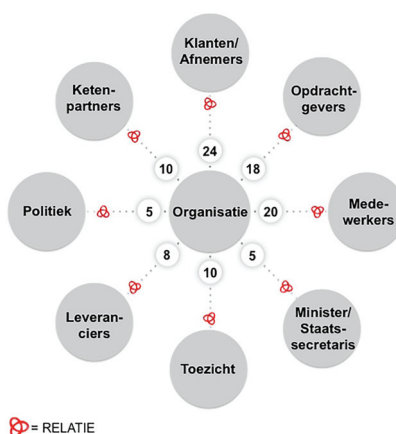 Klanten/
Afnemers
Keten-
partners
Opdracht-
gevers
24
10
18
Politiek
5
Organisatie
20
Mede-
werkers
8
10
5
Leveran-
ciers
Minister/
Staats-
secretaris
Toezicht
= RELATIE